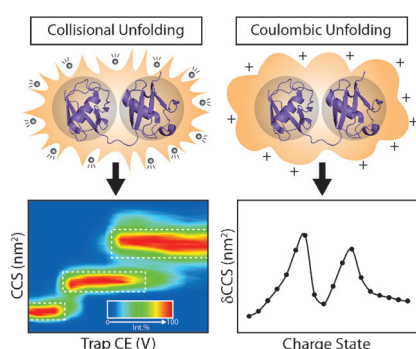 Collisional Unfolding
Coulombic Unfolding
CCS (nm²)
0
Int.%
100
Trap CE (V)
δCCS (nm²)
Charge State